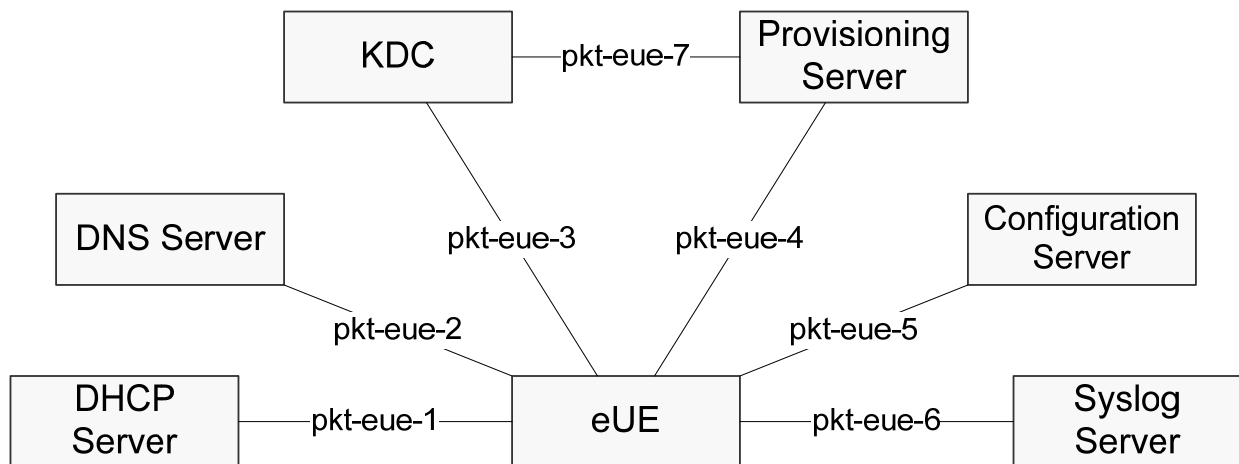 KDC
pkt-eue-7
Provisioning
Server
DNS Server
pkt-eue-3
pkt-eue-4
Configuration
Server
pkt-eue-2
pkt-eue-5
DHCP
Server
pkt-eue-1
eUE
pkt-eue-6
Syslog
Server